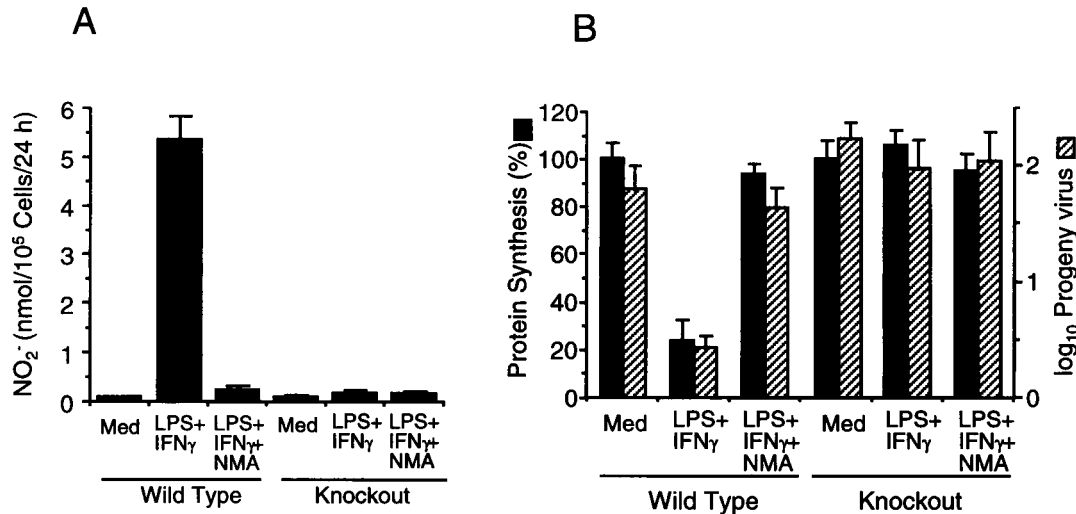 A
NO₂⁻ (nmol/10⁵ Cells/24 h)
6
5
4
3
2
1
0
Med
LPS+
IFNγ
LPS+
IFNγ+
NMA
Med
LPS+
IFNγ
LPS+
IFNγ+
NMA
Wild Type
Knockout
B
Protein Synthesis (%)
120
100
80
60
40
20
0
2
1
0
log₁₀ Progeny virus
Med
LPS+
IFNγ
LPS+
IFNγ+
NMA
Med
LPS+
IFNγ
LPS+
IFNγ+
NMA
Wild Type
Knockout